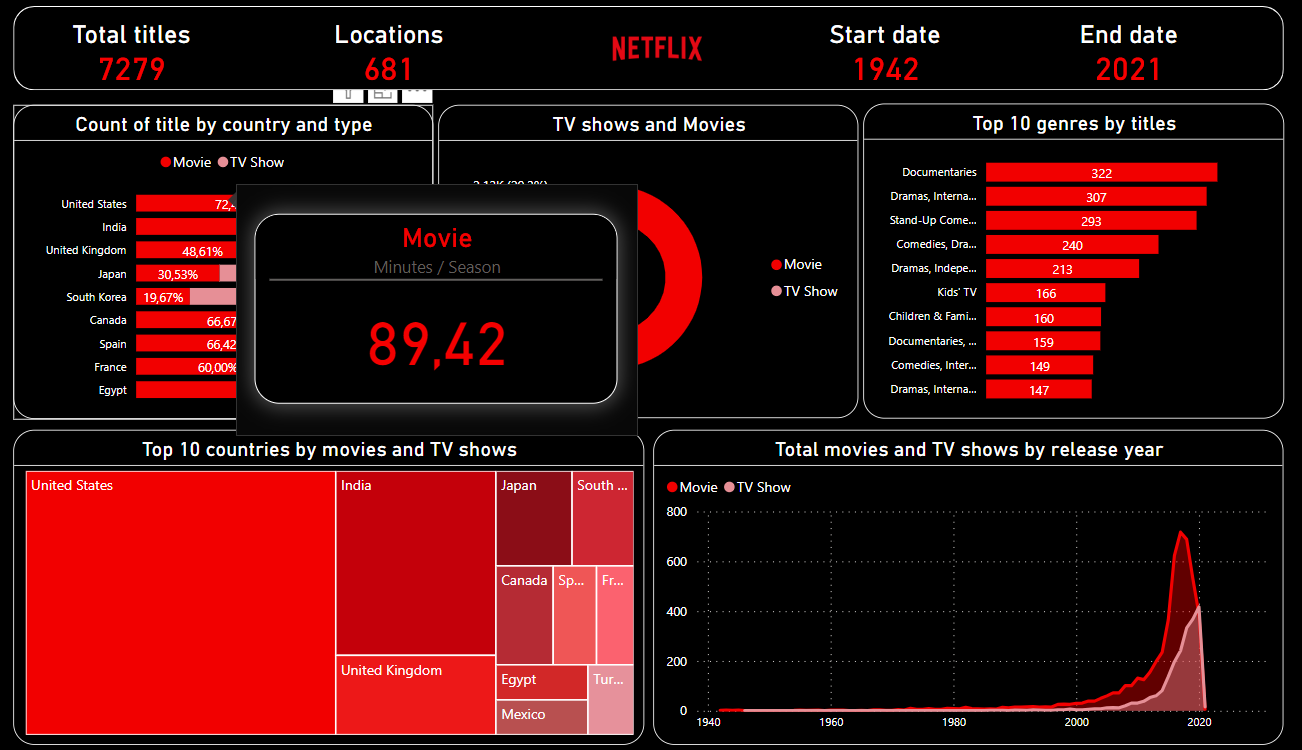 Total titles
7279
Locations
681
NETFLIX
Start date
1942
End date
2021
Count of title by country and type
Movie
TV Show
United States
India
United Kingdom 48,61%
Japan 30,53%
South Korea 19,67%
Canada 66,67
Spain 66,42
France 60,00%
Egypt
TV shows and Movies
Movie
TV Show
Movie
Minutes / Season
89,42
Top 10 genres by titles
Documentaries 322
Dramas, Interna... 307
Stand-Up Come... 293
Comedies, Dra... 240
Dramas, Indepe... 213
Kids' TV 166
Children & Fami... 160
Documentaries, ... 159
Comedies, Inter... 149
Dramas, Interna... 147
Top 10 countries by movies and TV shows
United States
India
United Kingdom
Japan
South ...
Canada
Sp...
Fr...
Egypt
Tur...
Mexico
Total movies and TV shows by release year
Movie TV Show
800
600
400
200
0
1940 1960 1980 2000 2020